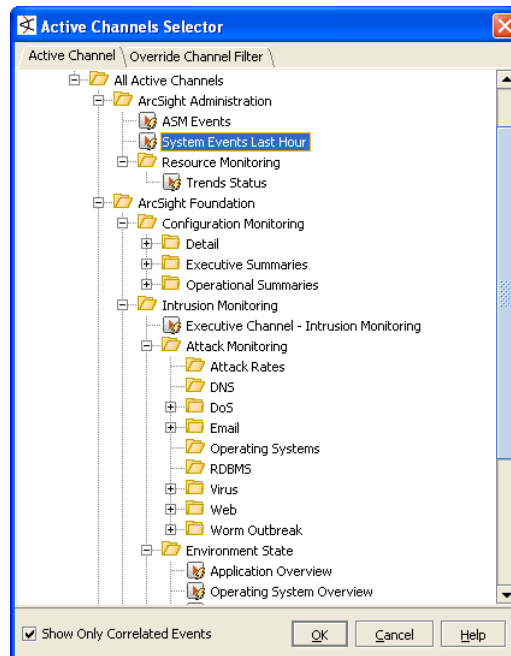 Active Channels Selector
Active Channel Override Channel Filter
All Active Channels
ArcSight Administration
ASM Events
System Events Last Hour
Resource Monitoring
Trends Status
ArcSight Foundation
Configuration Monitoring
Detail
Executive Summaries
Operational Summaries
Intrusion Monitoring
Executive Channel - Intrusion Monitoring
Attack Monitoring
Attack Rates
DNS
DoS
Email
Operating Systems
RDBMS
Virus
Web
Worm Outbreak
Environment State
Application Overview
Operating System Overview
Show Only Correlated Events OK Cancel Help